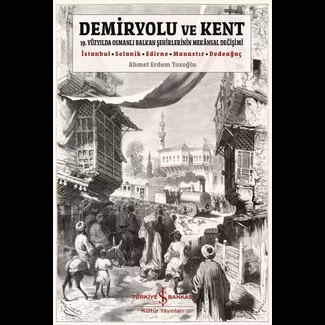 DEMİRYOLU VE KENT
19. YÜZYILDA OSMANLI BALKAN ŞEHİRLERİNİN MEKÂNSAL DEĞİŞİMİ
İstanbul • Selanik • Edirne • Manastır • Dedeağaç
Ahmet Erdem Tozoğlu
TÜRKİYE İŞ BANKASI
Kültür Yayınları